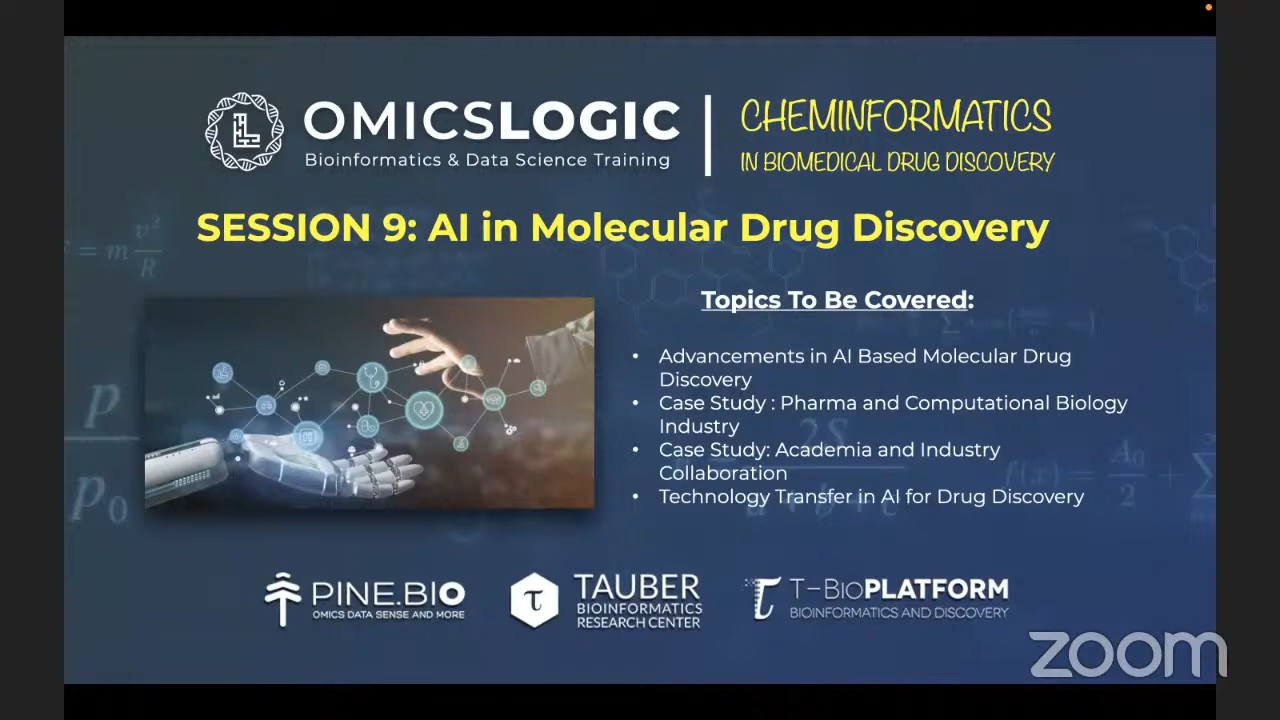 OMICSLOGIC
Bioinformatics & Data Science Training
CHEMINFORMATICS
IN BIOMEDICAL DRUG DISCOVERY
SESSION 9: AI in Molecular Drug Discovery
Topics To Be Covered:
• Advancements in AI Based Molecular Drug
Discovery
• Case Study : Pharma and Computational Biology
Industry
• Case Study: Academia and Industry
Collaboration
• Technology Transfer in AI for Drug Discovery
PINE.BIO
OMICS DATA SENSE AND MORE
τ
TAUBER
BIOINFORMATICS
RESEARCH CENTER
T-BioPLATFORM
BIOINFORMATICS AND DISCOVERY
zoom